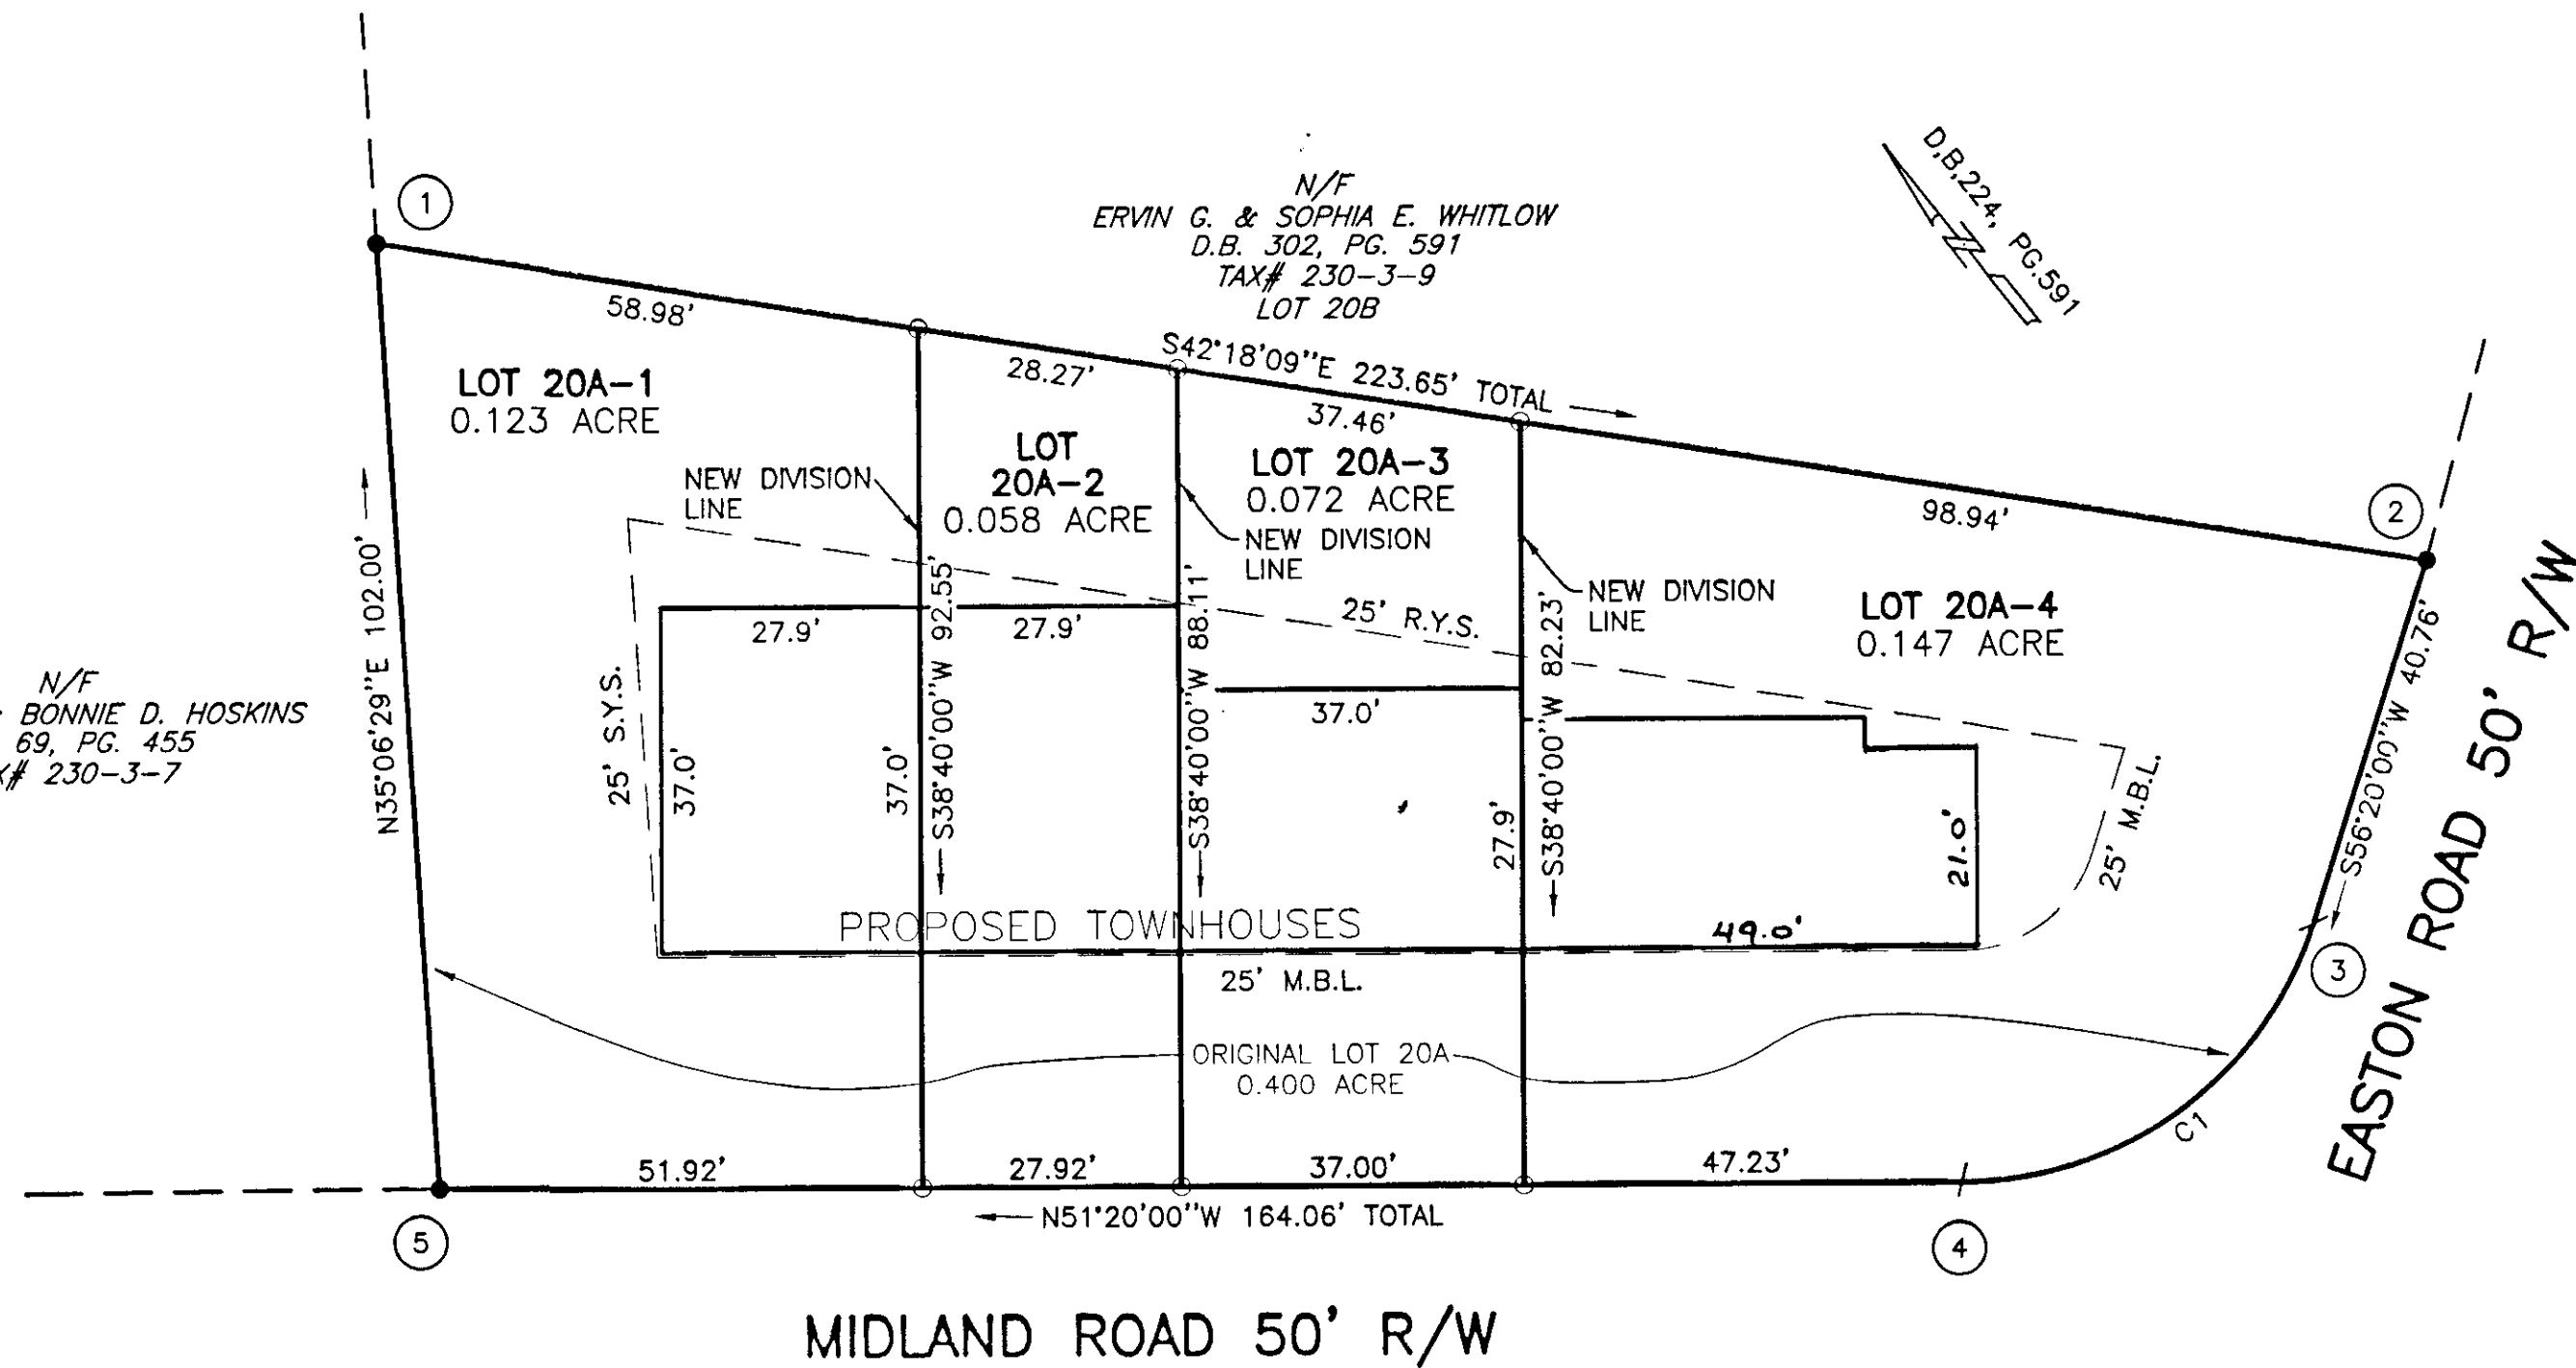 1
N/F
ERVIN G. & SOPHIA E. WHITLOW
D.B. 302, PG. 591
TAX# 230-3-9
LOT 20B
D.B.224, PG.591
N
58.98'
28.27'
S42°18'09"E 223.65' TOTAL
37.46'
98.94'
2
LOT 20A-1
0.123 ACRE
LOT
20A-2
0.058 ACRE
LOT 20A-3
0.072 ACRE
LOT 20A-4
0.147 ACRE
NEW DIVISION
LINE
NEW DIVISION
LINE
NEW DIVISION
LINE
N35°06'29"E 102.00'
25' S.Y.S.
27.9'
27.9'
25' R.Y.S.
37.0'
37.0'
37.0'
S38°40'00"W 92.55'
S38°40'00"W 88.11'
27.9'
S38°40'00"W 82.23'
21.0'
49.0'
25' M.B.L.
S56°20'00"W 40.76'
EASTON ROAD 50' R/W
N/F
BONNIE D. HOSKINS
69, PG. 455
# 230-3-7
PROPOSED TOWNHOUSES
25' M.B.L.
3
ORIGINAL LOT 20A
0.400 ACRE
C1
51.92'
27.92'
37.00'
47.23'
N51°20'00"W 164.06' TOTAL
5
4
MIDLAND ROAD 50' R/W